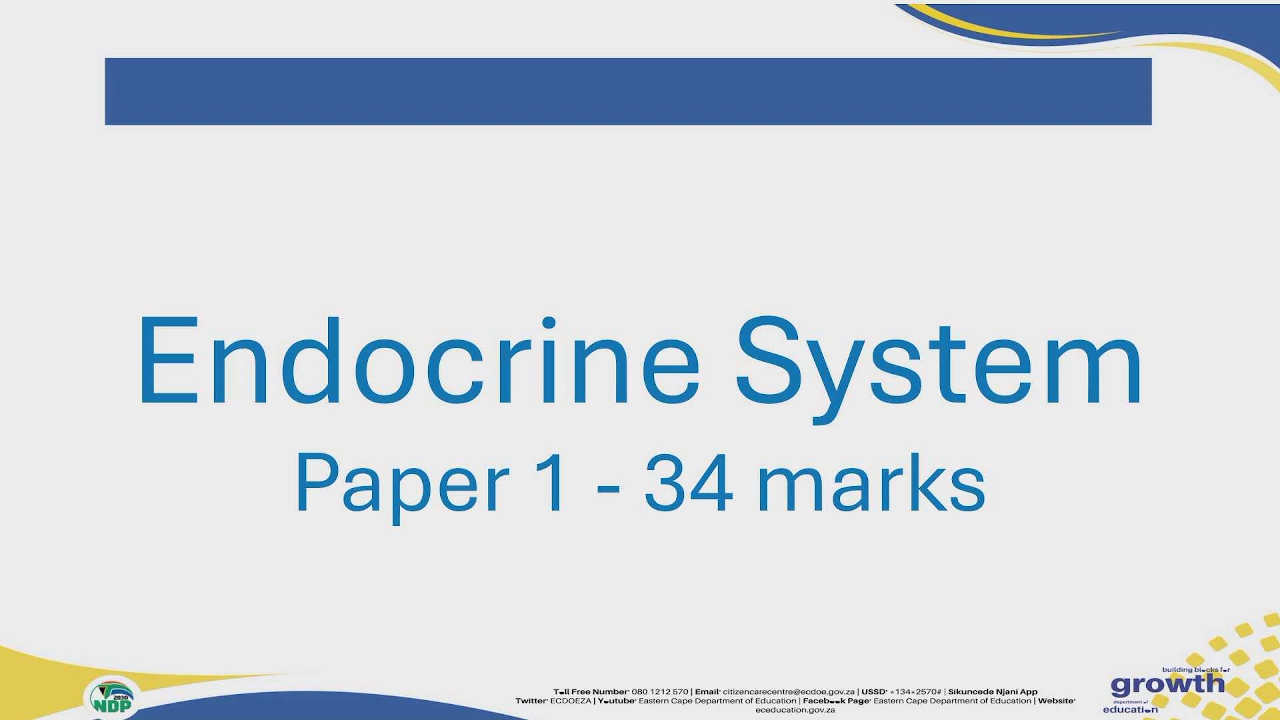 Endocrine System
Paper 1 - 34 marks
2030
NDP
Toll Free Number: 080 1212 570 | Email: citizencarecentre@ecdoe.gov.za | USSD: *134*2570# | Sikuncede Njani App
Twitter: ECDOEZA | Youtube: Eastern Cape Department of Education | Facebook Page: Eastern Cape Department of Education | Website:
eceducation.gov.za
building blocks for
growth
department of
education